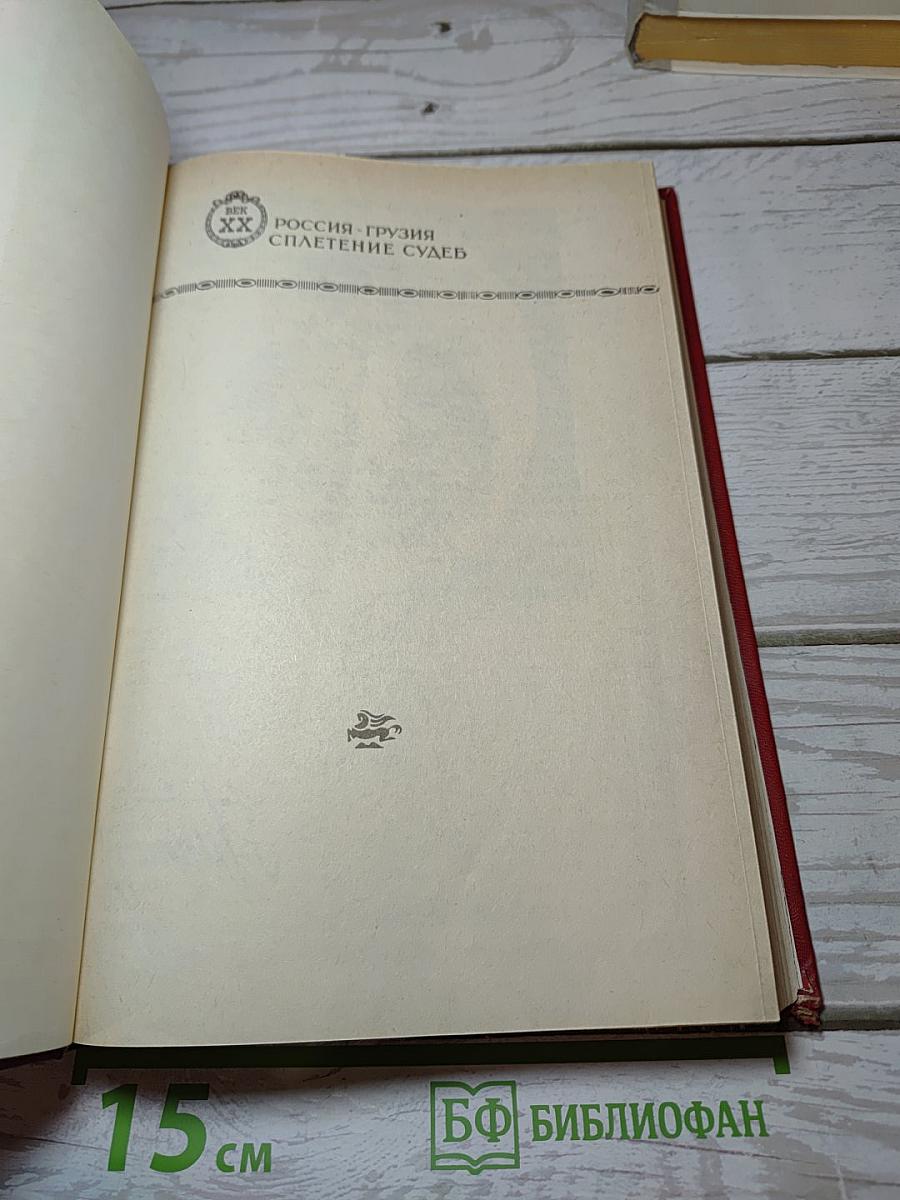 ВЕК
XX
РОССИЯ - ГРУЗИЯ
СПЛЕТЕНИЕ СУДЕБ
15 см
БФ БИБЛИОФАН